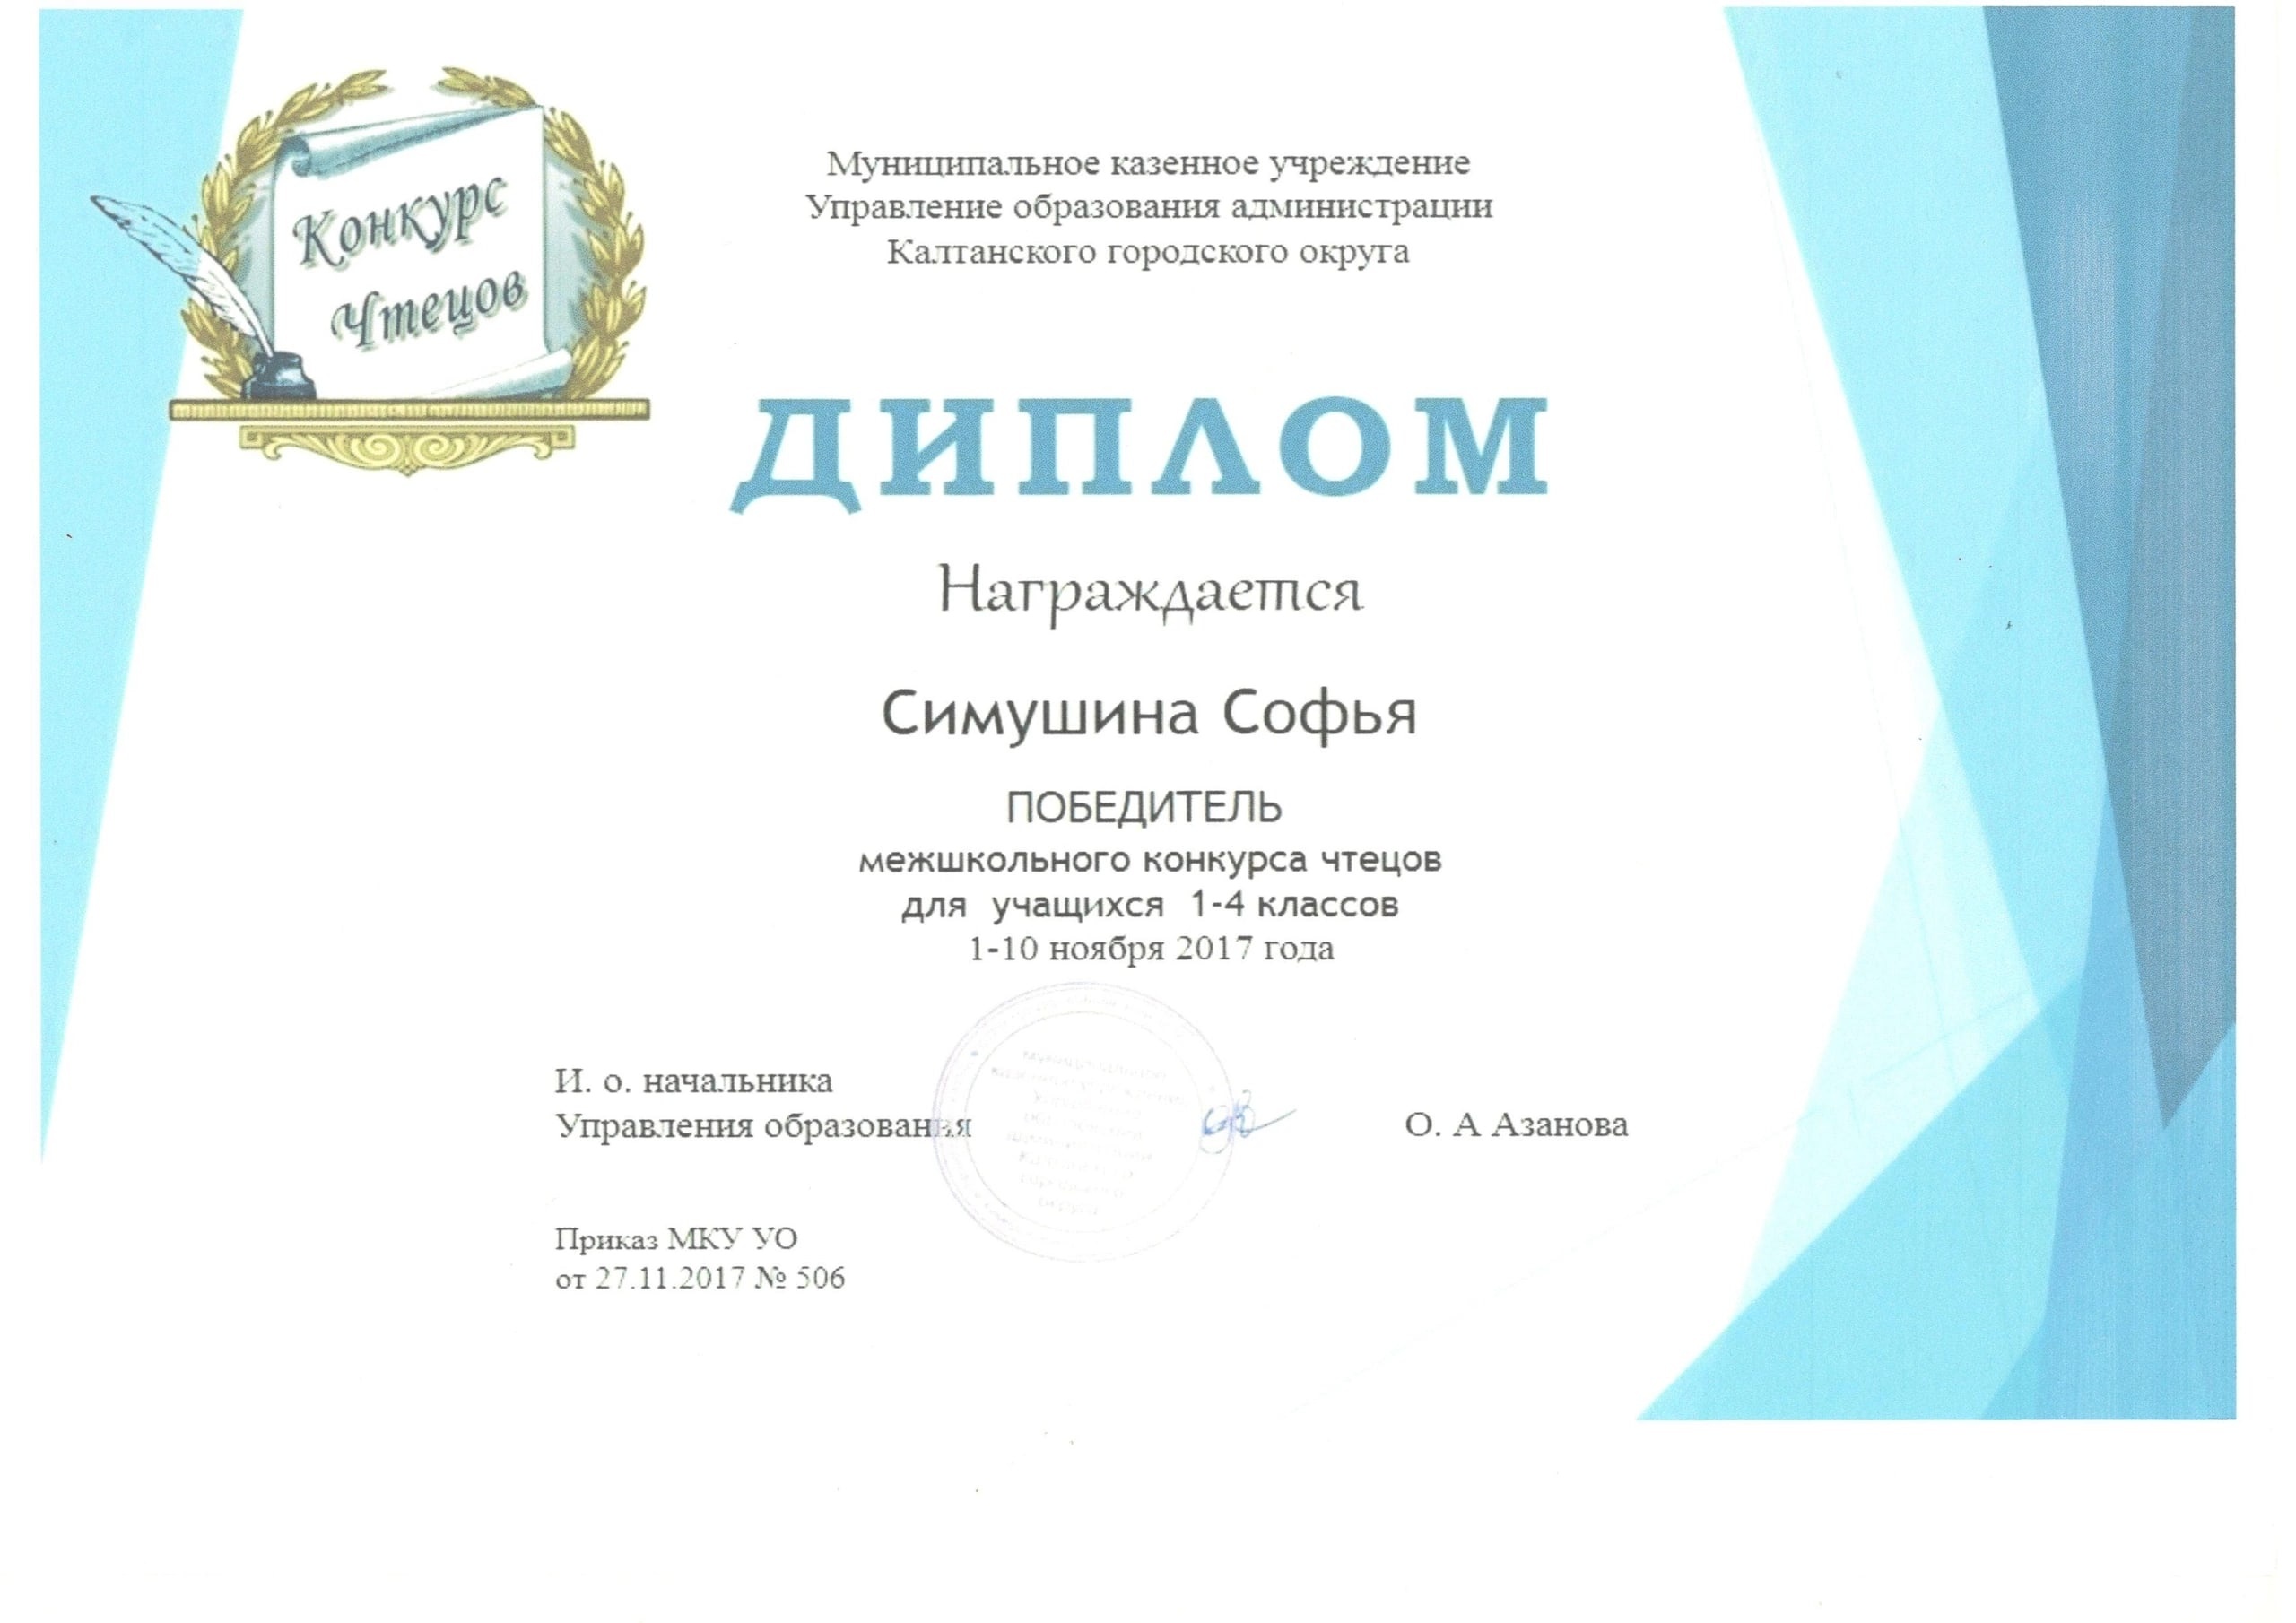 Конкурс
Чтецов
Муниципальное казенное учреждение
Управление образования администрации
Калтанского городского округа
ДИПЛОМ
Награждается
Симушина Софья
ПОБЕДИТЕЛЬ
межшкольного конкурса чтецов
для учащихся 1-4 классов
1-10 ноября 2017 года
И. о. начальника
Управления образования
О. А Азанова
Приказ МКУ УО
от 27.11.2017 № 506